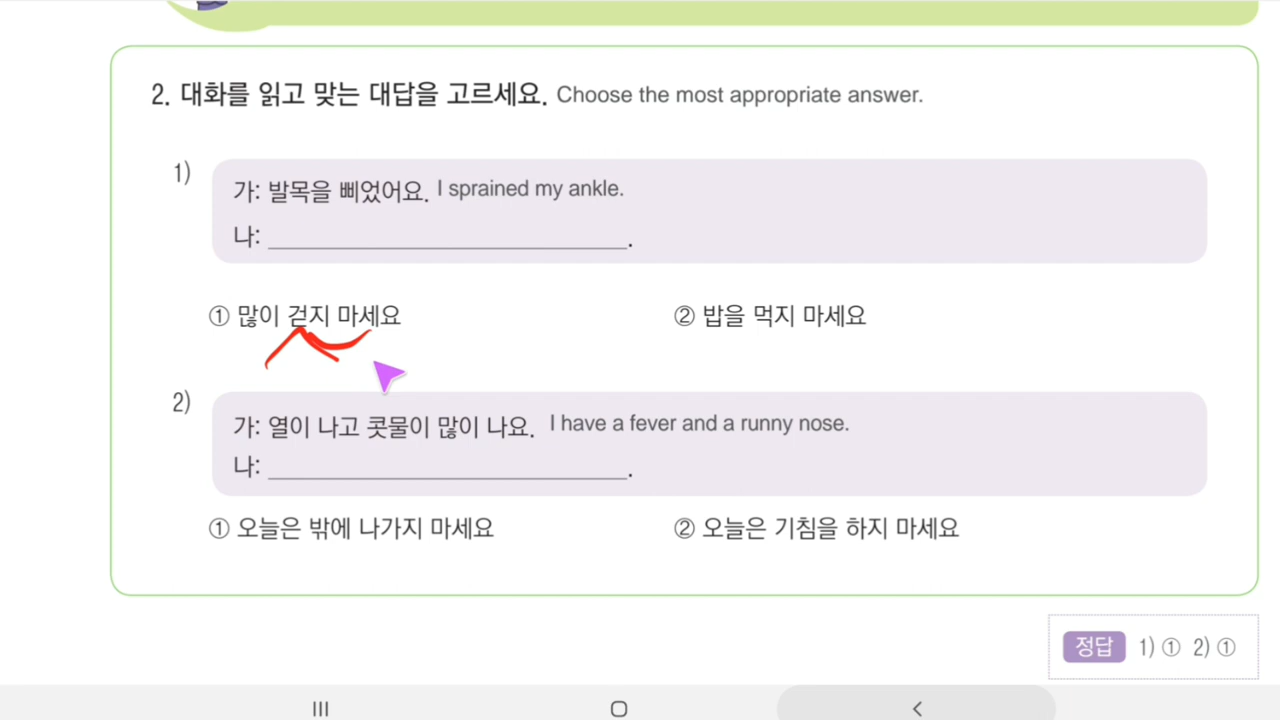 2. 대화를 읽고 맞는 대답을 고르세요. Choose the most appropriate answer.
1)
가: 발목을 삐었어요. I sprained my ankle.
나: ____________________.
① 많이 걷지 마세요
② 밥을 먹지 마세요
2)
가: 열이 나고 콧물이 많이 나요. I have a fever and a runny nose.
나: ____________________.
① 오늘은 밖에 나가지 마세요
② 오늘은 기침을 하지 마세요
정답 1) ① 2) ①